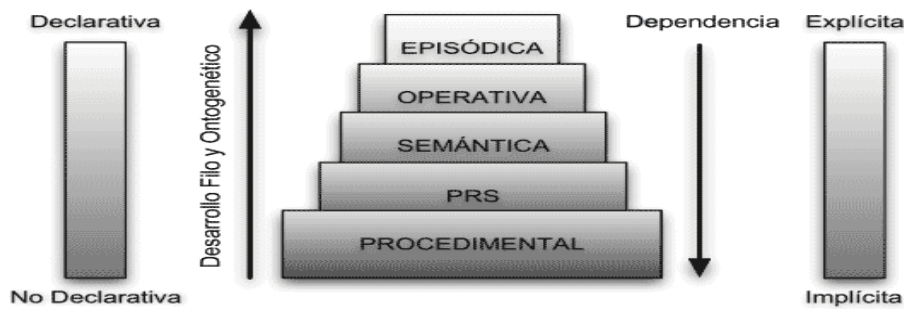 Declarativa
No Declarativa
Desarrollo Filo y Ontogenético
EPISÓDICA
OPERATIVA
SEMÁNTICA
PRS
PROCEDIMENTAL
Dependencia
Explícita
Implícita